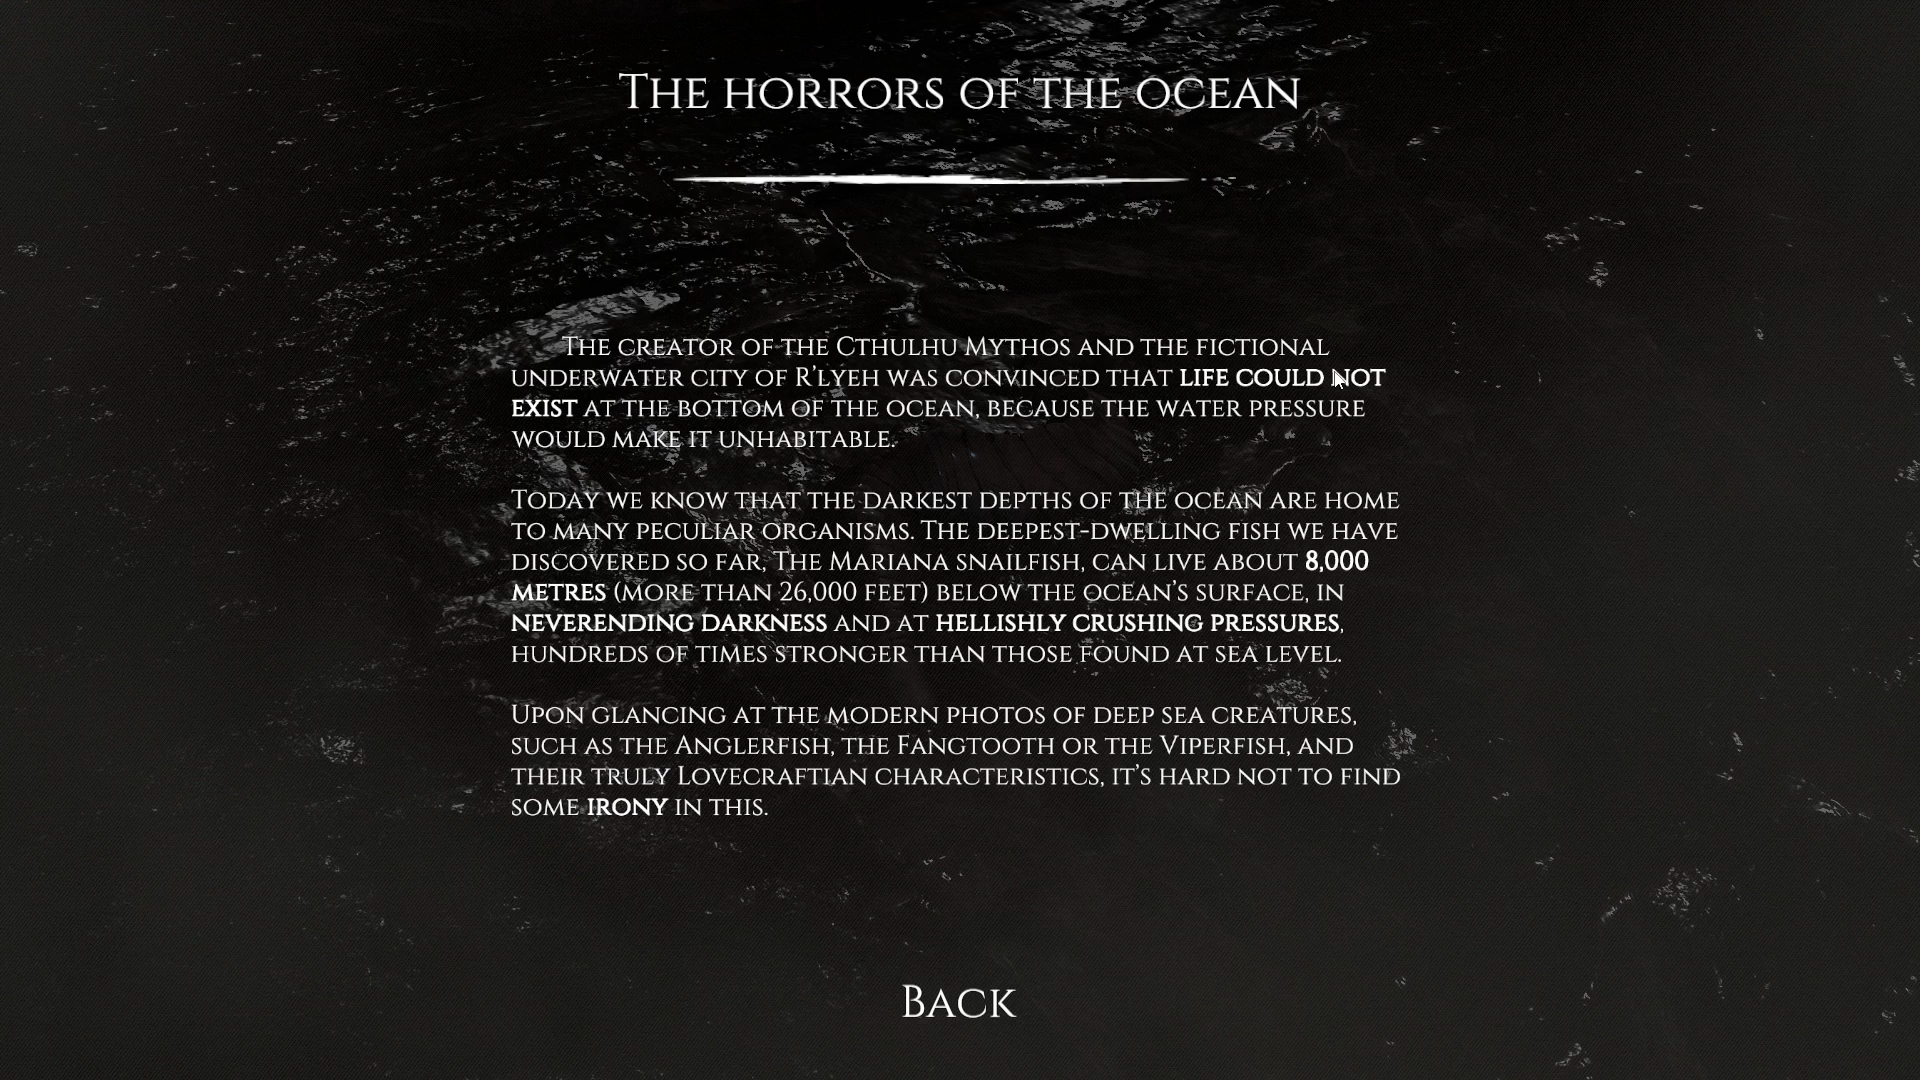 The horrors of the ocean
The creator of the Cthulhu Mythos and the fictional
underwater city of R'lyeh was convinced that life could not
exist at the bottom of the ocean, because the water pressure
would make it unhabitable.
Today we know that the darkest depths of the ocean are home
to many peculiar organisms. The deepest-dwelling fish we have
discovered so far, The Mariana snailfish, can live about 8,000
metres (more than 26,000 feet) below the ocean's surface, in
neverending darkness and at hellishly crushing pressures,
hundreds of times stronger than those found at sea level.
Upon glancing at the modern photos of deep sea creatures,
such as the Anglerfish, the Fangtooth or the Viperfish, and
their truly Lovecraftian characteristics, it's hard not to find
some irony in this.
Back